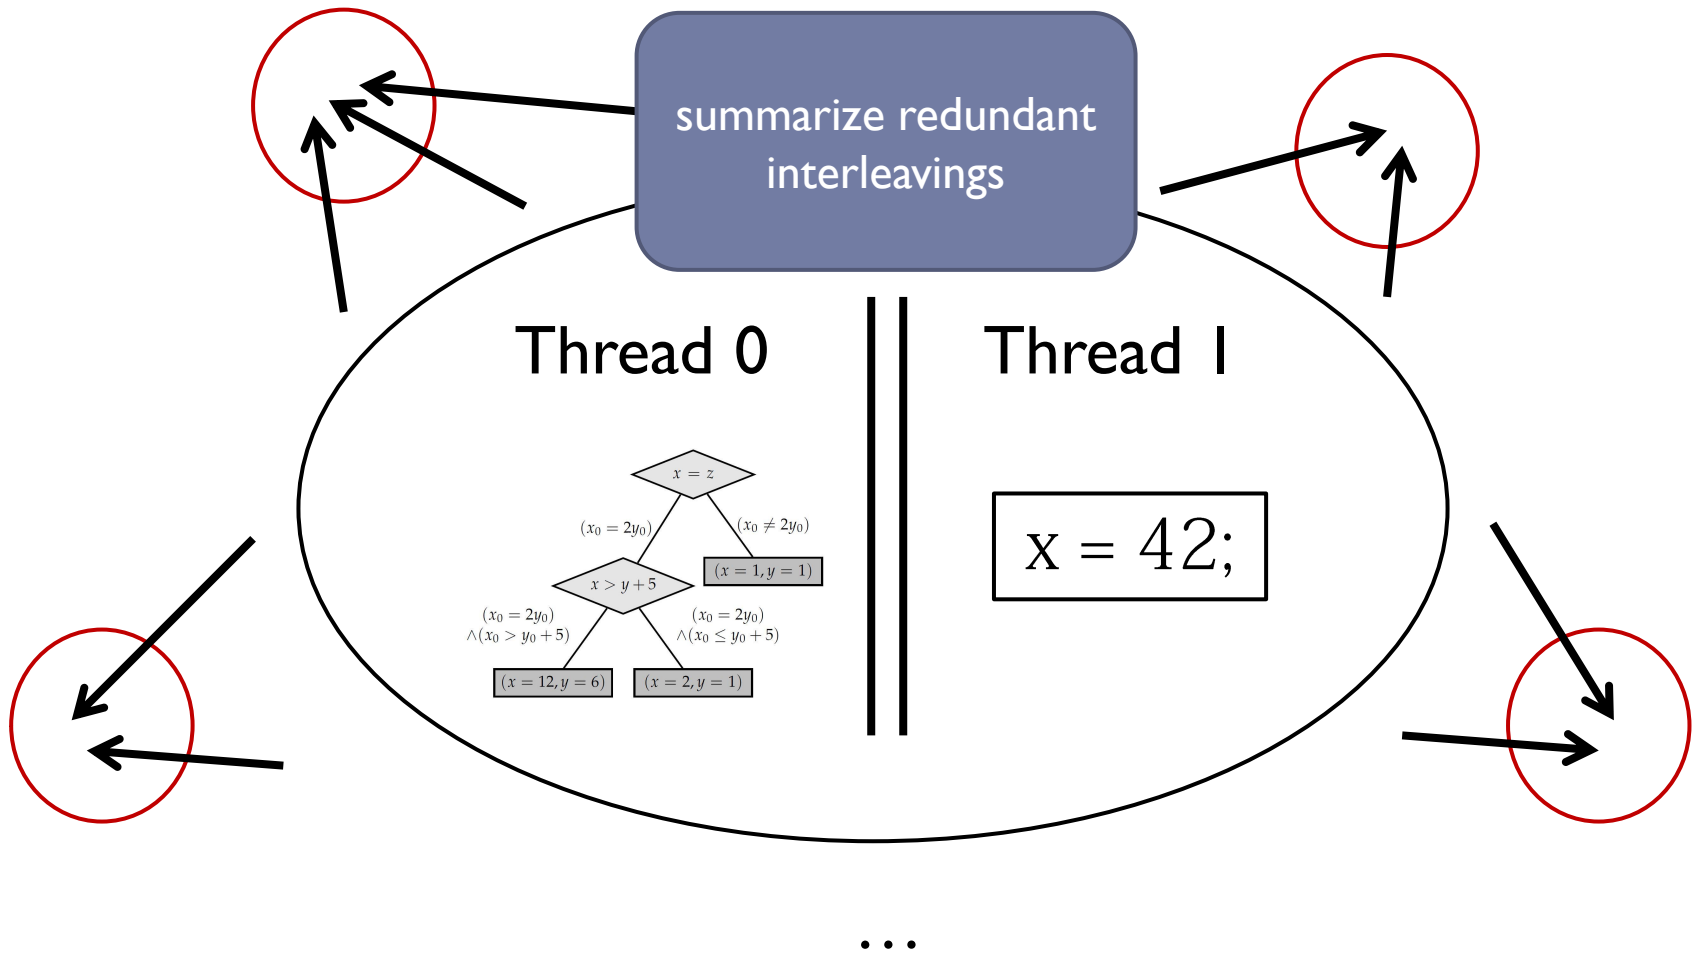 summarize redundant
interleavings
Thread 0
Thread 1
x = z
(x₀ = 2y₀)
(x₀ ≠ 2y₀)
x > y + 5
(x = 1, y = 1)
(x₀ = 2y₀)
∧(x₀ > y₀ + 5)
(x₀ = 2y₀)
∧(x₀ ≤ y₀ + 5)
(x = 12, y = 6)
(x = 2, y = 1)
x = 42;
...